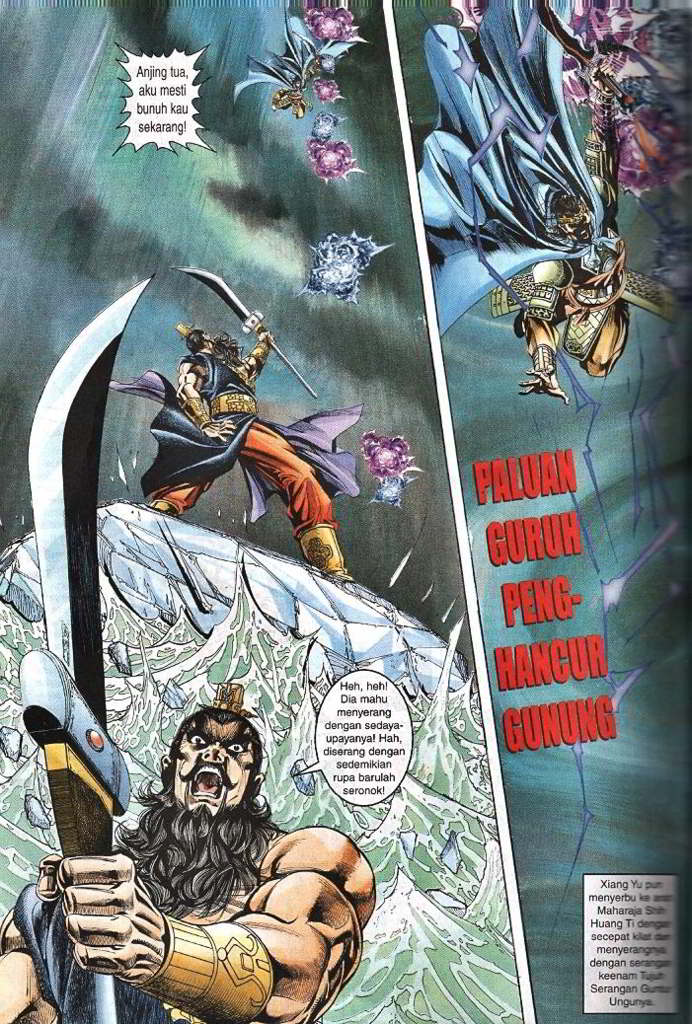 Anjing tua,
aku mesti
bunuh kau
sekarang!
Heh, heh!
Dia mahu
menyerang
dengan sedaya-
upayanya! Hah,
diserang dengan
sedemikian
rupa barulah
seronok!
PALUAN
GURUH
PENG-
HANCUR
GUNUNG
Xiang Yu pun
menyerbu ke arah
Maharaja Shih
Huang Ti dengan
secepat kilat dan
menyerangnya
dengan serangan
keenam Tujuh
Serangan Guntur
Ungunya.